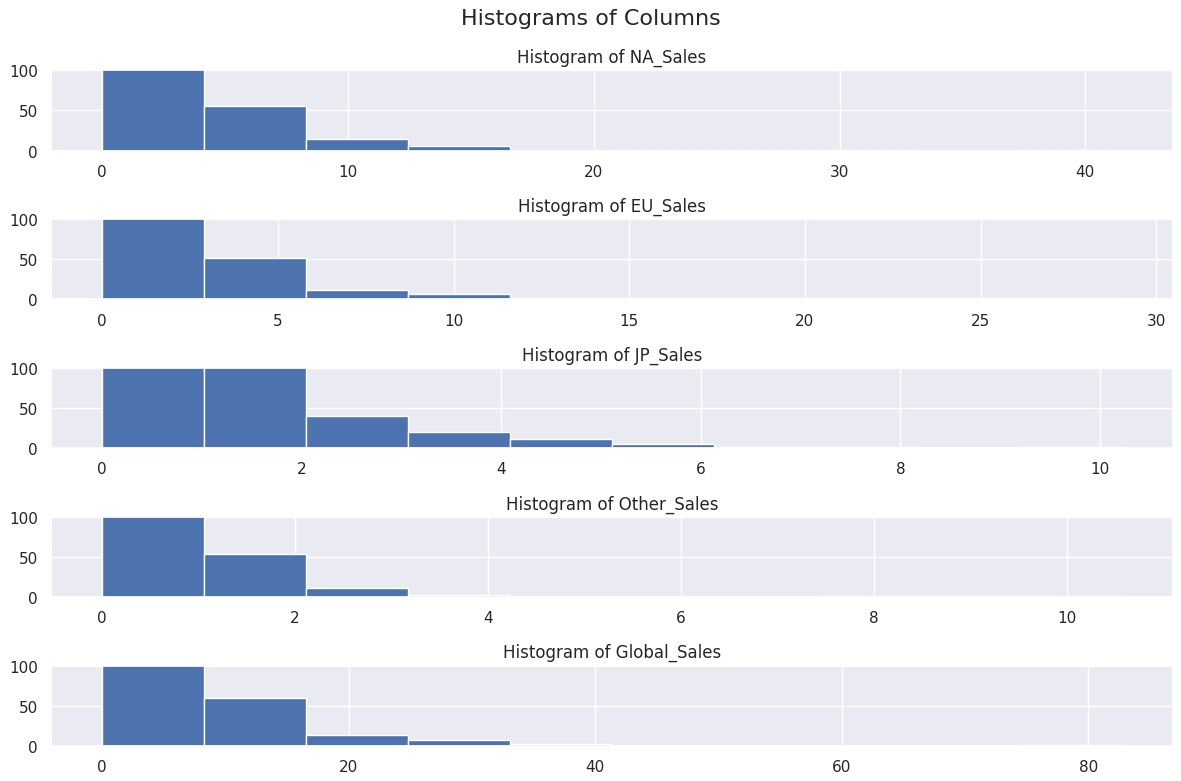 Histograms of Columns
Histogram of NA_Sales
100
50
0
0 10 20 30 40
Histogram of EU_Sales
100
50
0
0 5 10 15 20 25 30
Histogram of JP_Sales
100
50
0
0 2 4 6 8 10
Histogram of Other_Sales
100
50
0
0 2 4 6 8 10
Histogram of Global_Sales
100
50
0
0 20 40 60 80